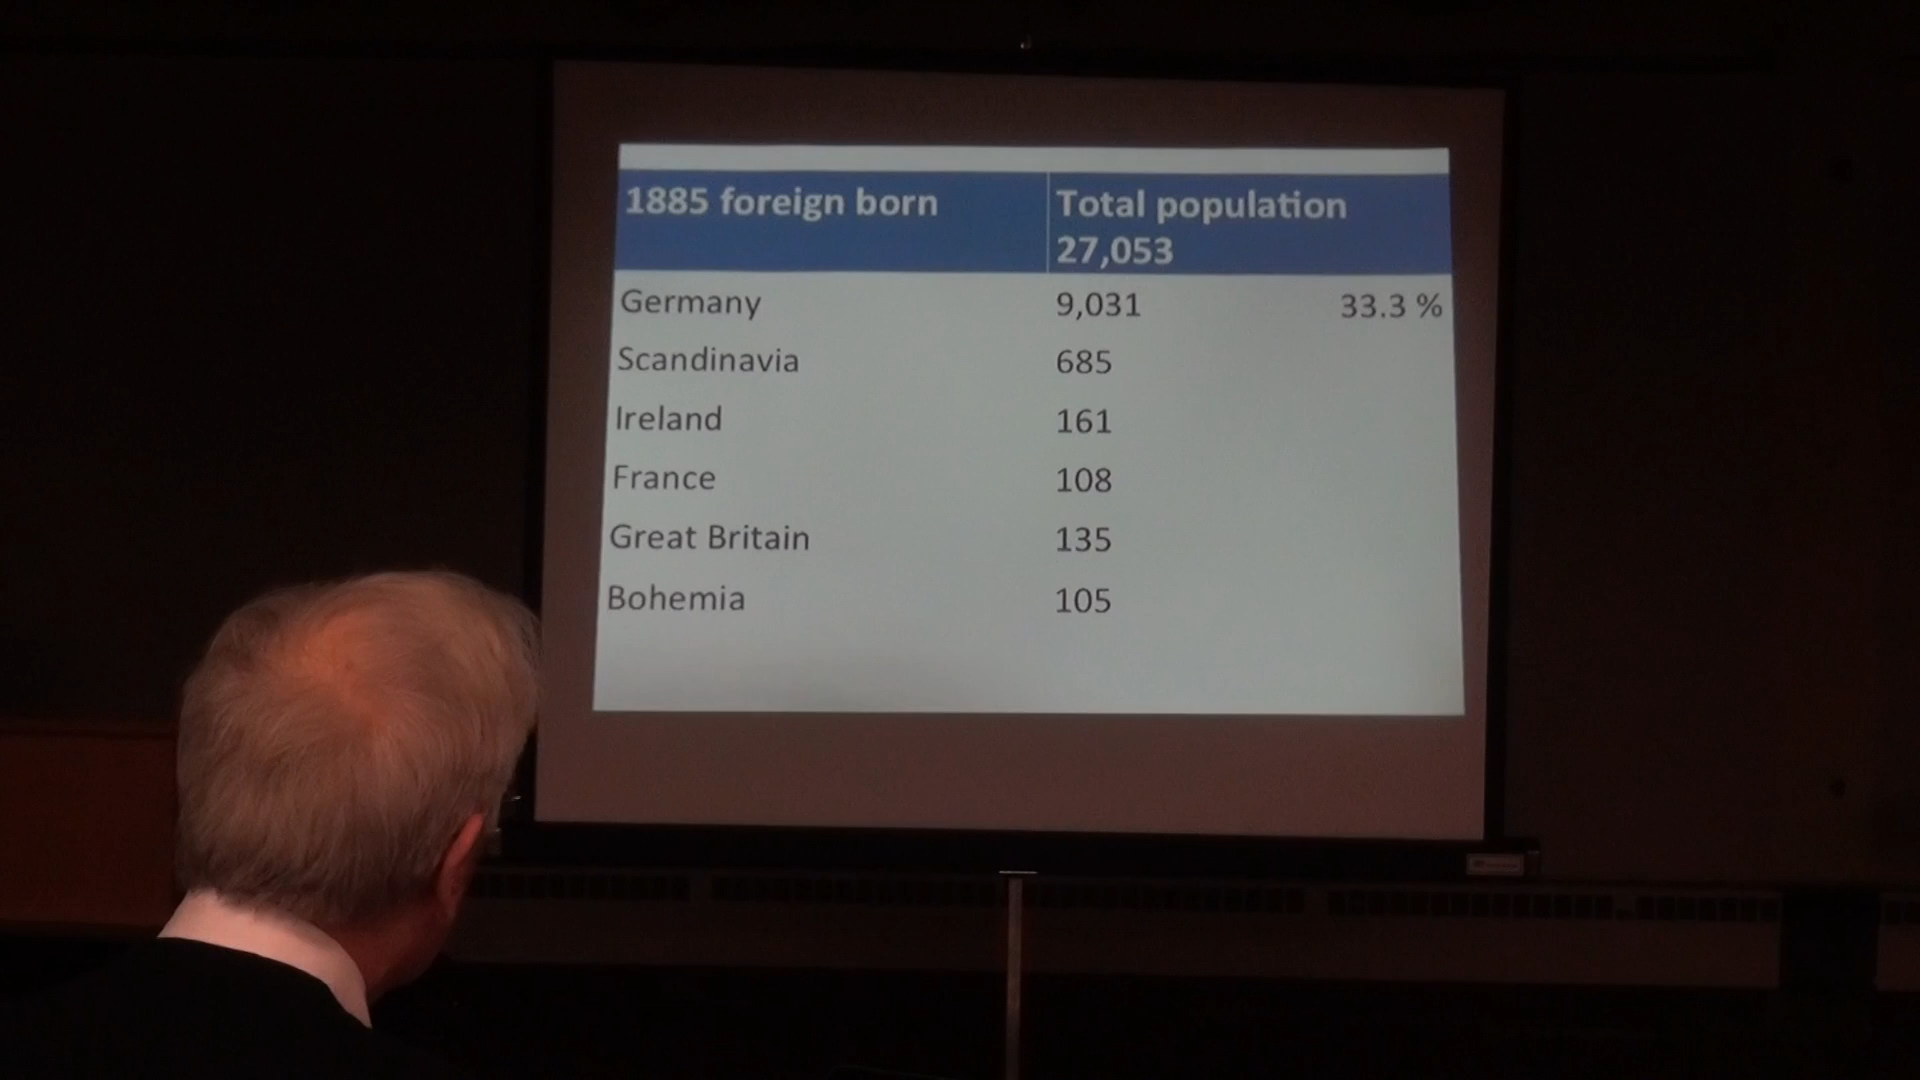 1885 foreign born Total population
27,053
Germany 9,031 33.3 %
Scandinavia 685
Ireland 161
France 108
Great Britain 135
Bohemia 105